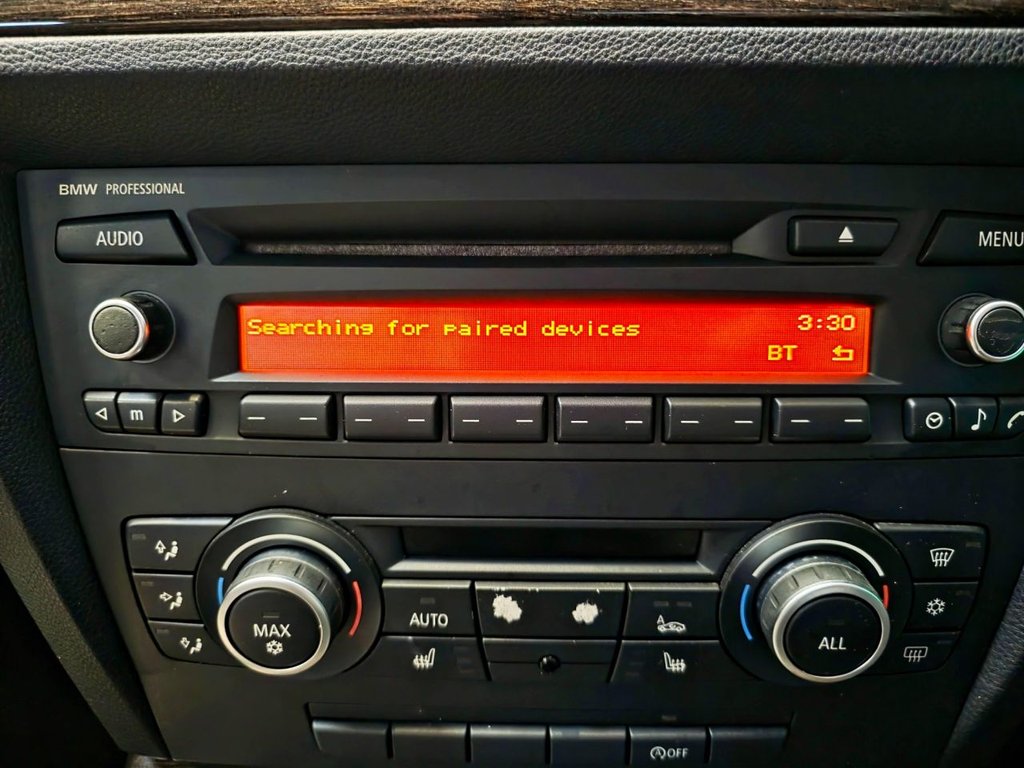 BMW PROFESSIONAL
AUDIO
MENU
Searching for paired devices
3:30
BT
m
AUTO
MAX
ALL
A
A OFF